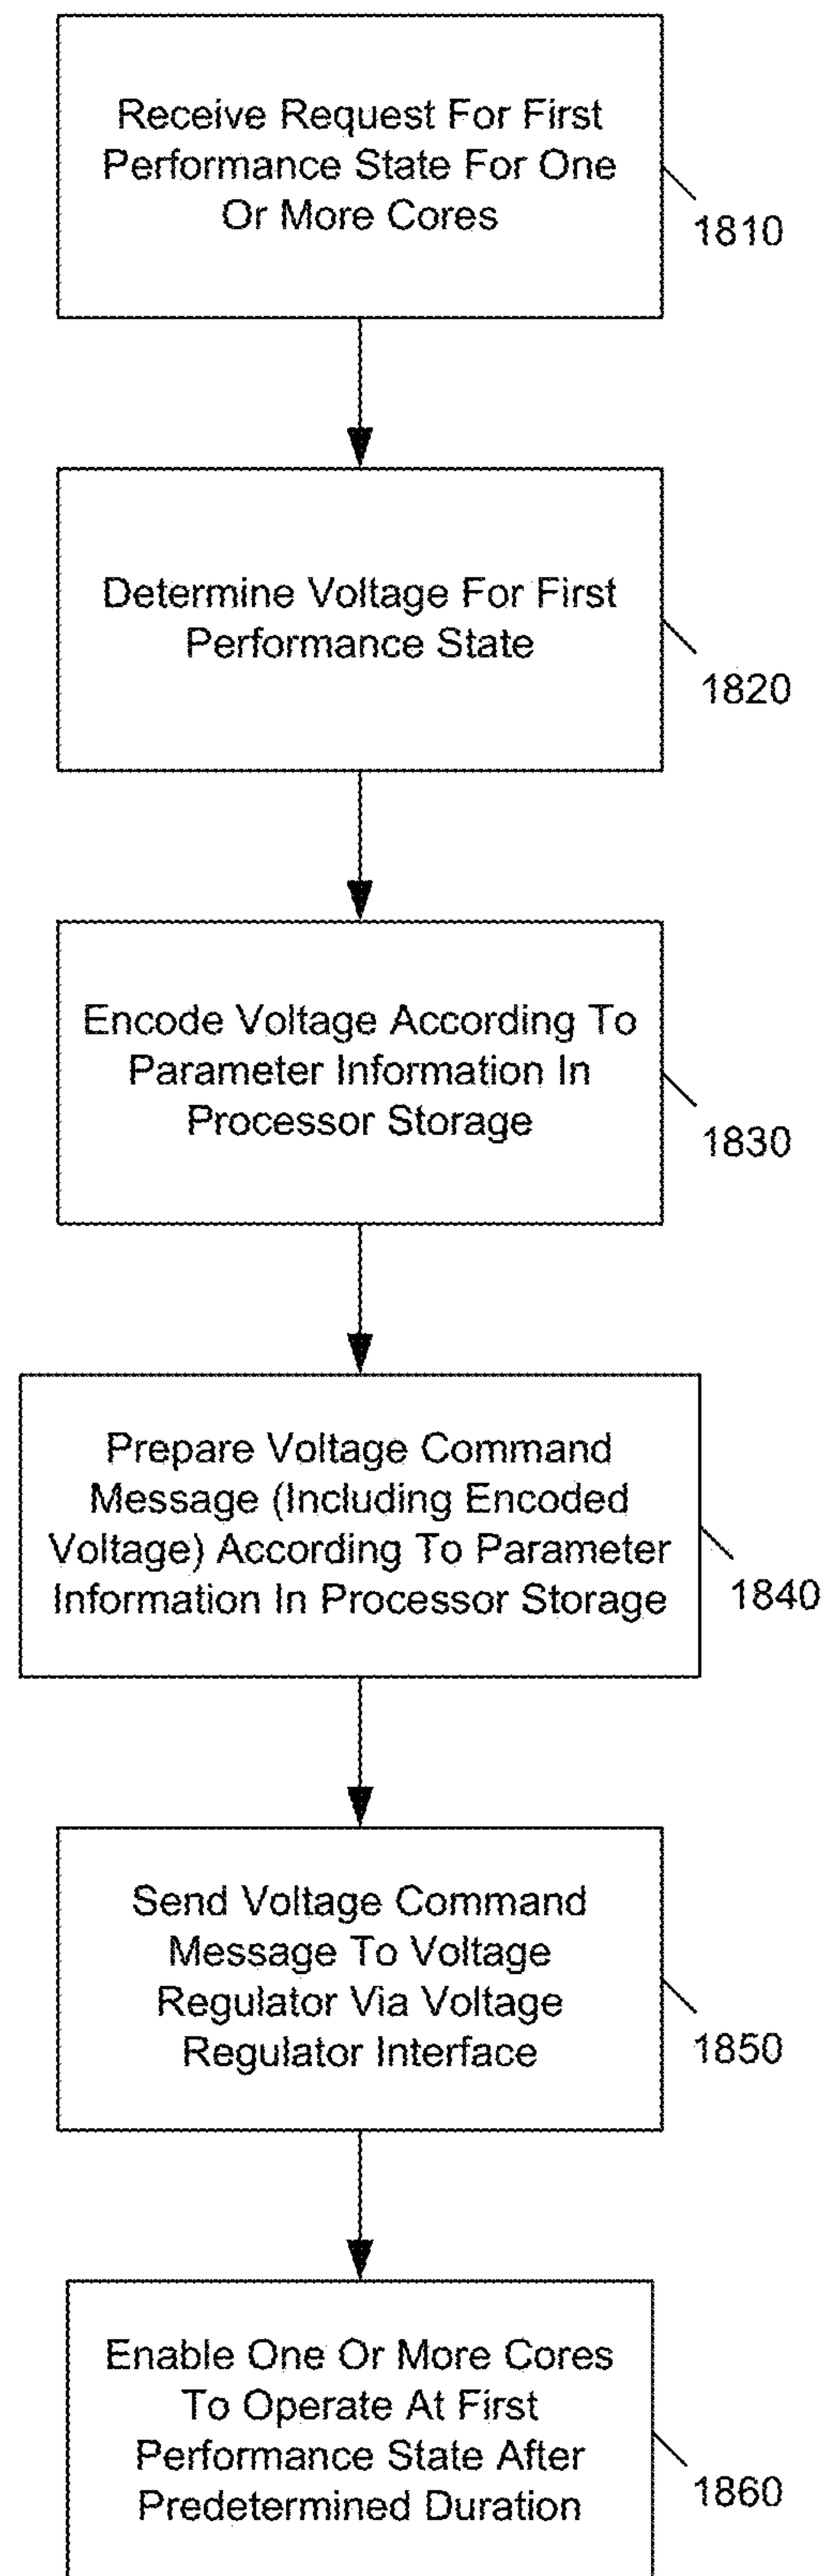 Receive Request For First
Performance State For One
Or More Cores
1810
Determine Voltage For First
Performance State
1820
Encode Voltage According To
Parameter Information In
Processor Storage
1830
Prepare Voltage Command
Message (Including Encoded
Voltage) According To Parameter
Information In Processor Storage
1840
Send Voltage Command
Message To Voltage
Regulator Via Voltage
Regulator Interface
1850
Enable One Or More Cores
To Operate At First
Performance State After
Predetermined Duration
1860